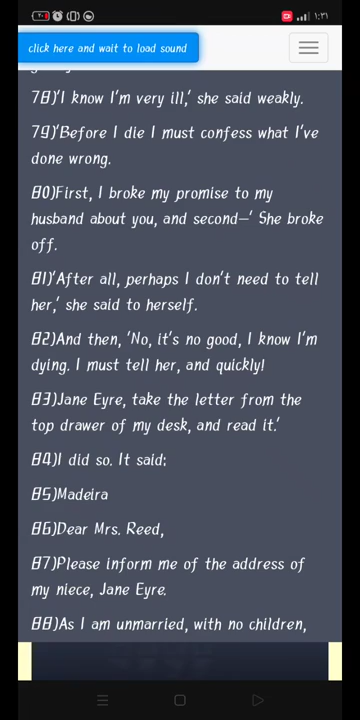 ۱:۳۱
click here and wait to load sound
78)'I know I'm very ill,' she said weakly.
79)'Before I die I must confess what I've
done wrong.
80)First, I broke my promise to my
husband about you, and second—' She broke
off.
81)'After all, perhaps I don't need to tell
her,' she said to herself.
82)And then, 'No, it's no good, I know I'm
dying. I must tell her, and quickly!
83)Jane Eyre, take the letter from the
top drawer of my desk, and read it.'
84)I did so. It said:
85)Madeira
86)Dear Mrs. Reed,
87)Please inform me of the address of
my niece, Jane Eyre.
88)As I am unmarried, with no children,